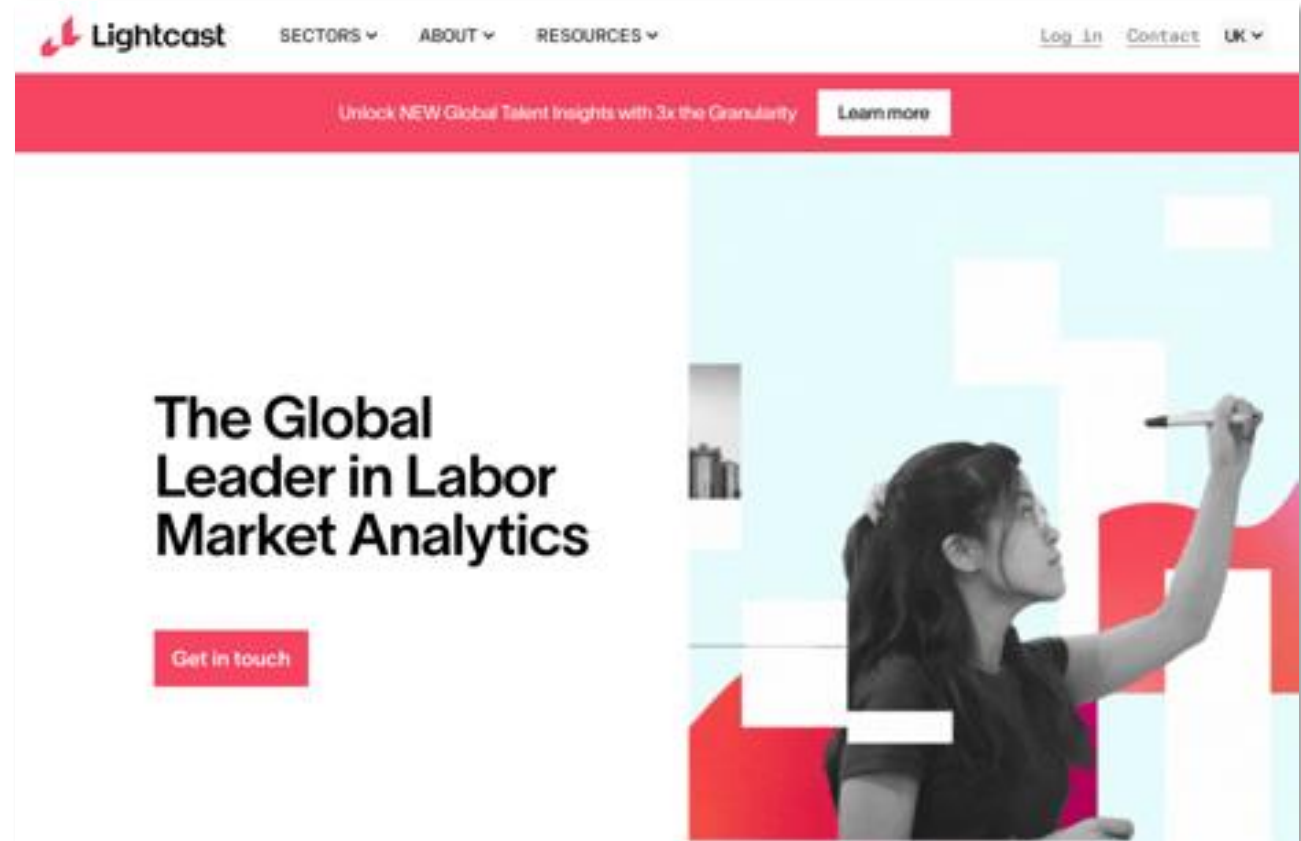 Lightcast SECTORS ABOUT RESOURCES Log in Contact UK
Unlock NEW Global Talent Insights with 3x the Granularity Learn more
The Global
Leader in Labor
Market Analytics
Get in touch